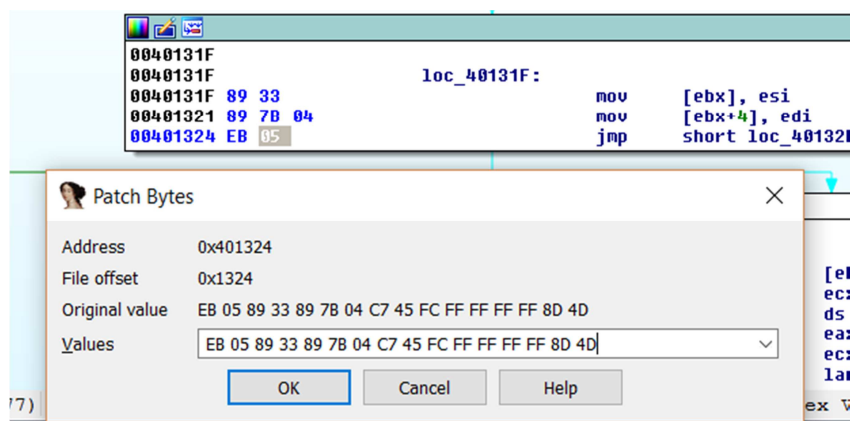 0040131F
0040131F loc_40131F:
0040131F 89 33 mov [ebx], esi
00401321 89 7B 04 mov [ebx+4], edi
00401324 EB 05 jmp short loc_40132
Patch Bytes
Address 0x401324
File offset 0x1324
Original value EB 05 89 33 89 7B 04 C7 45 FC FF FF FF FF 8D 4D
Values EB 05 89 33 89 7B 04 C7 45 FC FF FF FF FF 8D 4D
OK Cancel Help
ds
77)
ex